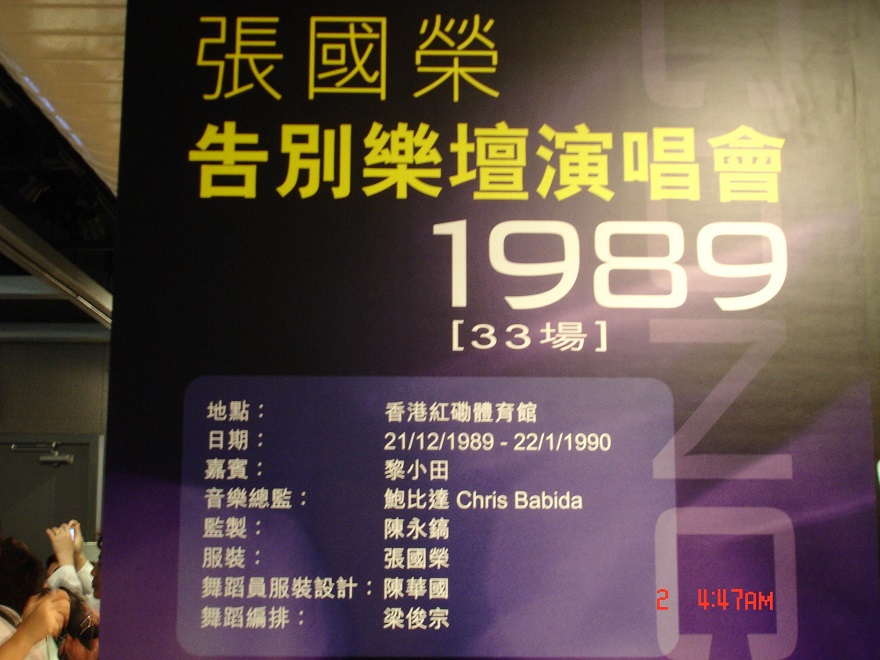 張國榮
告別樂壇演唱會
1989
[33場]
地點： 香港紅磡體育館
日期： 21/12/1989 - 22/1/1990
嘉賓： 黎小田
音樂總監： 鮑比達 Chris Babida
監製： 陳永鎬
服裝： 張國榮
舞蹈員服裝設計： 陳華國
舞蹈編排： 梁俊宗
2 4:47AM